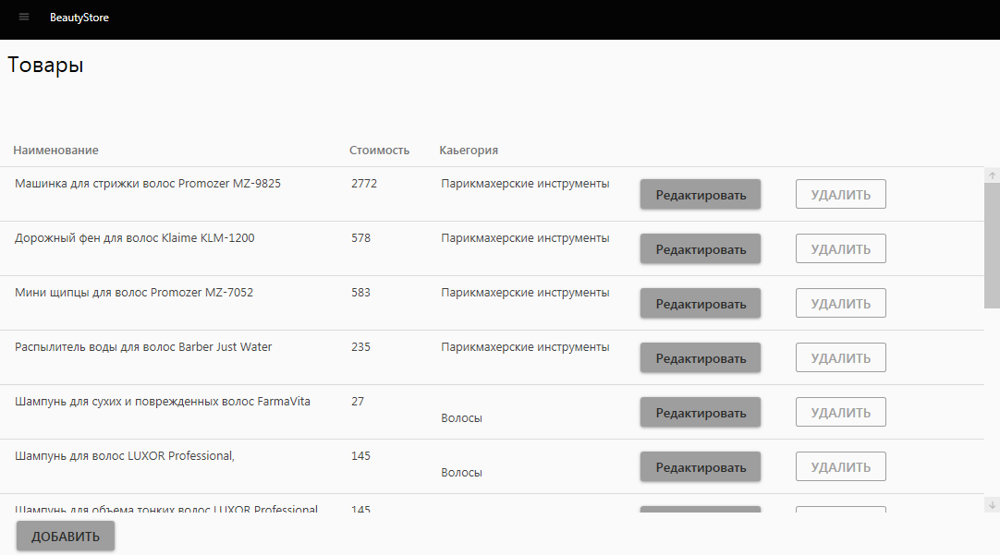 BeautyStore
Товары
Наименование Стоимость Каьегория
Машинка для стрижки волос Promozer MZ-9825 2772 Парикмахерские инструменты Редактировать УДАЛИТЬ
Дорожный фен для волос Klaime KLM-1200 578 Парикмахерские инструменты Редактировать УДАЛИТЬ
Мини щипцы для волос Promozer MZ-7052 583 Парикмахерские инструменты Редактировать УДАЛИТЬ
Распылитель воды для волос Barber Just Water 235 Парикмахерские инструменты Редактировать УДАЛИТЬ
Шампунь для сухих и поврежденных волос FarmaVita 27 Волосы Редактировать УДАЛИТЬ
Шампунь для волос LUXOR Professional, 145 Волосы Редактировать УДАЛИТЬ
Шампунь для объема тонких волос LUXOR Professional 145
ДОБАВИТЬ